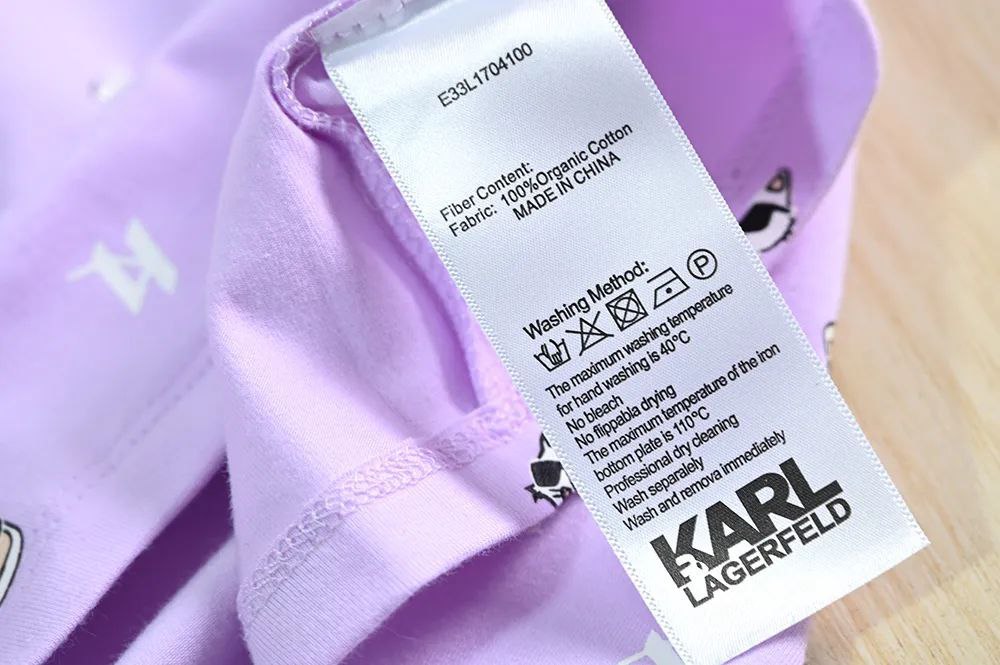 E33L1704100
Fiber Content:
Fabric: 100%Organic Cotton
MADE IN CHINA
Washing Method:
P
The maximum washing temperature
for hand washing is 40°C
No bleach
No flippabla drying
The maximum temperature of the iron
bottom plate is 110°C
Professional dry cleaning
Wash separately
Wash and remova immediately
KARL
LAGERFELD